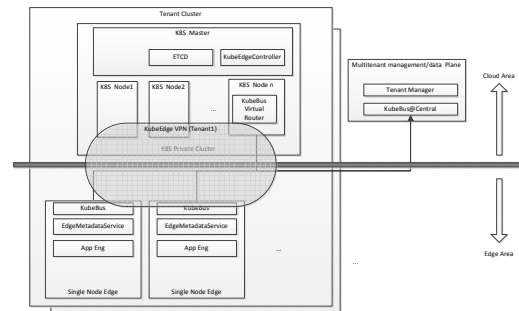 Tenant Cluster
K8S Master
ETCD
KubeEdgeController
K8S Node1
K8S Node2
...
K8S Node n
KubeBus
Virtual
Router
KubeEdge VPN (Tenant1)
K8S Private Cluster
Multitenant management/data Plane
Tenant Manager
KubeBus@Central
Cloud Area
Edge Area
KubeBus
EdgeMetadataService
App Eng
Single Node Edge
KubeBus
EdgeMetadataService
App Eng
Single Node Edge
...
...